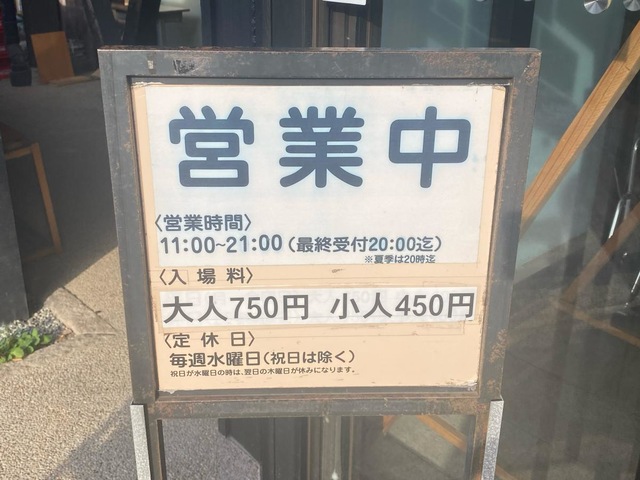 営業中
〈営業時間〉
11:00~21:00(最終受付20:00迄)
※夏季は20時迄
〈入場料〉
大人750円 小人450円
〈定休日〉
毎週水曜日(祝日は除く)
祝日が水曜日の時は、翌日の木曜日が休みになります。